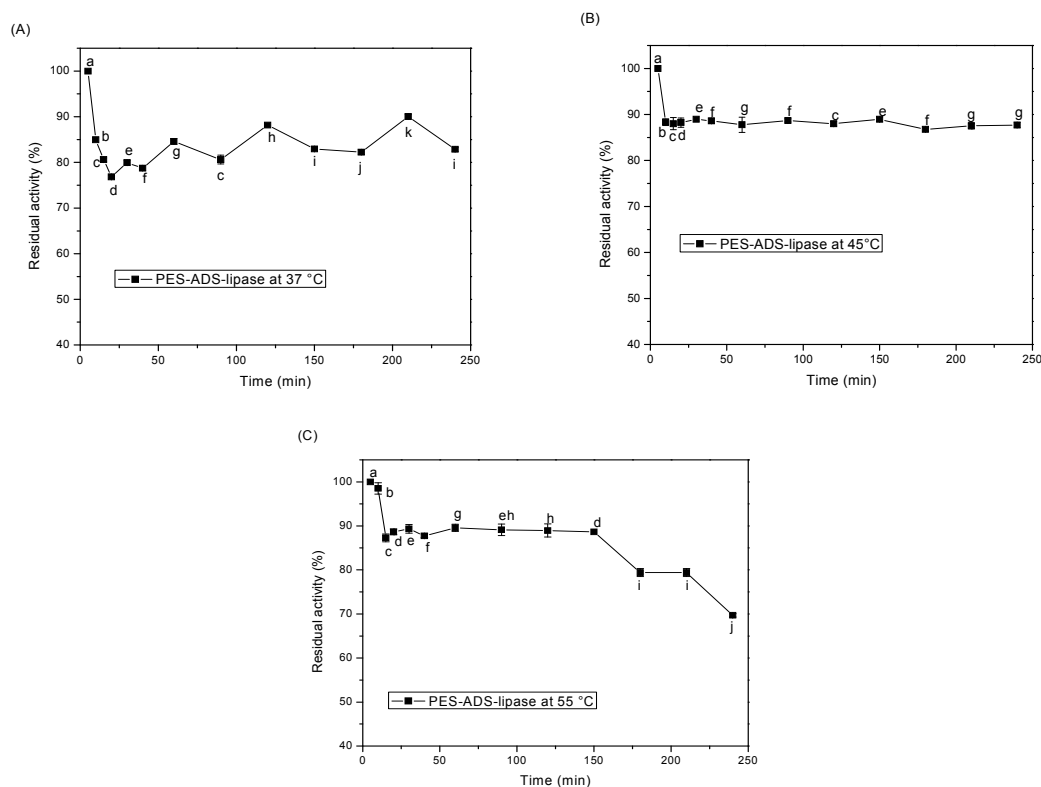 (A)
Residual activity (%)
100
90
80
70
60
50
40
0
50
100
150
200
250
Time (min)
a
b
c
d
e
f
g
c
h
i
j
k
i
PES-ADS-lipase at 37 °C
(B)
Residual activity (%)
100
90
80
70
60
50
40
0
50
100
150
200
250
Time (min)
a
b
c
d
e
f
g
f
c
e
f
g
g
PES-ADS-lipase at 45°C
(C)
Residual activity (%)
100
90
80
70
60
50
40
0
50
100
150
200
250
Time (min)
a
b
c
d
e
f
g
eh
h
d
i
i
j
PES-ADS-lipase at 55 °C